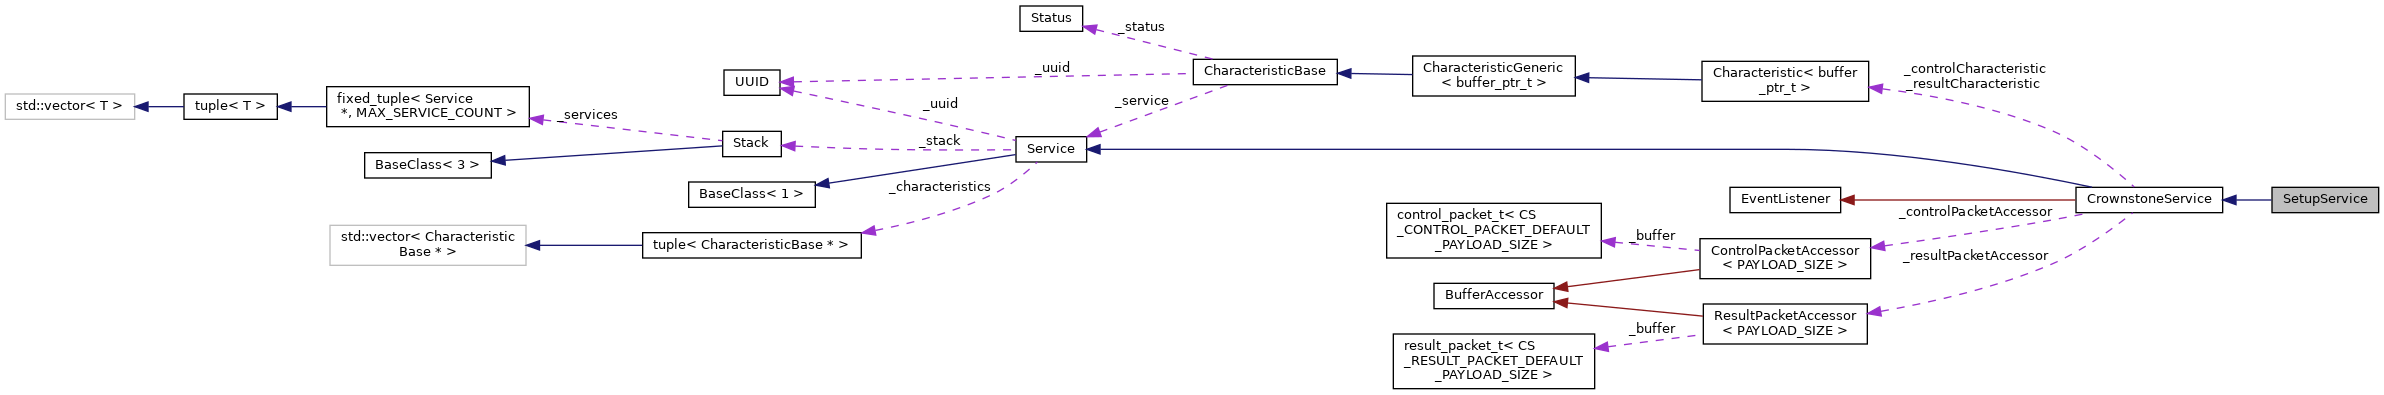 Status
_status
UUID
_uuid
CharacteristicBase
CharacteristicGeneric
< buffer_ptr_t >
Characteristic< buffer
_ptr_t >
_controlCharacteristic
_resultCharacteristic
std::vector< T >
tuple< T >
fixed_tuple< Service
*, MAX_SERVICE_COUNT >
_services
_uuid
_service
Stack
_stack
Service
BaseClass< 3 >
BaseClass< 1 >
_characteristics
EventListener
CrownstoneService
SetupService
control_packet_t< CS
_CONTROL_PACKET_DEFAULT
_PAYLOAD_SIZE >
_controlPacketAccessor
std::vector< Characteristic
Base * >
tuple< CharacteristicBase * >
_buffer
ControlPacketAccessor
< PAYLOAD_SIZE >
_resultPacketAccessor
BufferAccessor
ResultPacketAccessor
< PAYLOAD_SIZE >
_buffer
result_packet_t< CS
_RESULT_PACKET_DEFAULT
_PAYLOAD_SIZE >